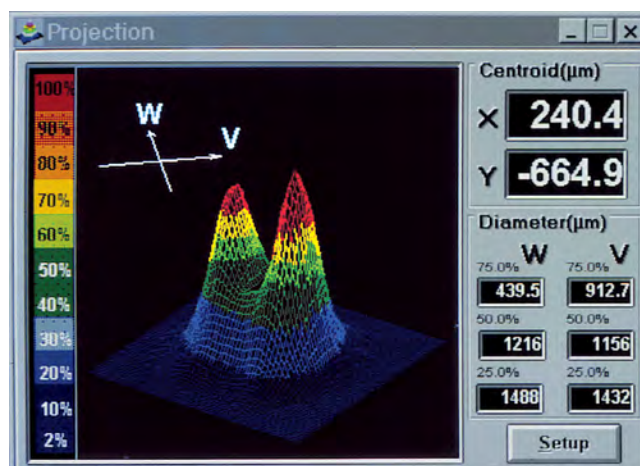 Projection
100%
90%
80%
70%
60%
50%
40%
30%
20%
10%
2%
W
V
Centroid(µm)
X 240.4
Y -664.9
Diameter(µm)
W V
75.0% 75.0%
439.5 912.7
50.0% 50.0%
1216 1156
25.0% 25.0%
1488 1432
Setup